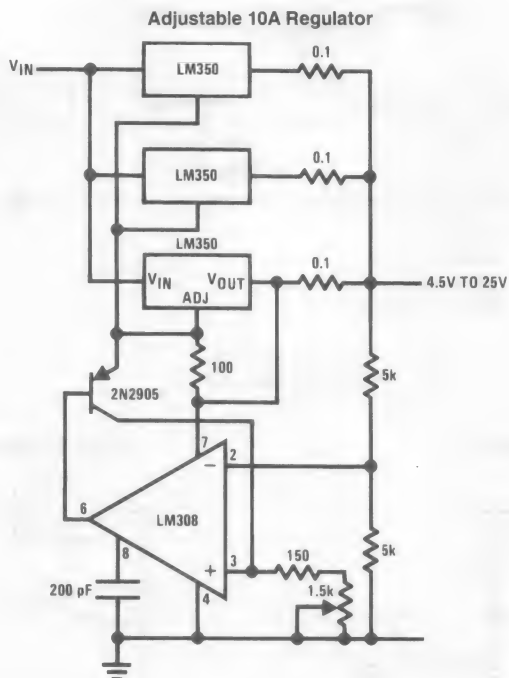 Adjustable 10A Regulator
VIN
LM350
0.1
LM350
0.1
LM350
VIN
VOUT
ADJ
0.1
4.5V TO 25V
100
5k
2N2905
7
2
6
LM308
8
3
150
5k
4
1.5k
200 pF